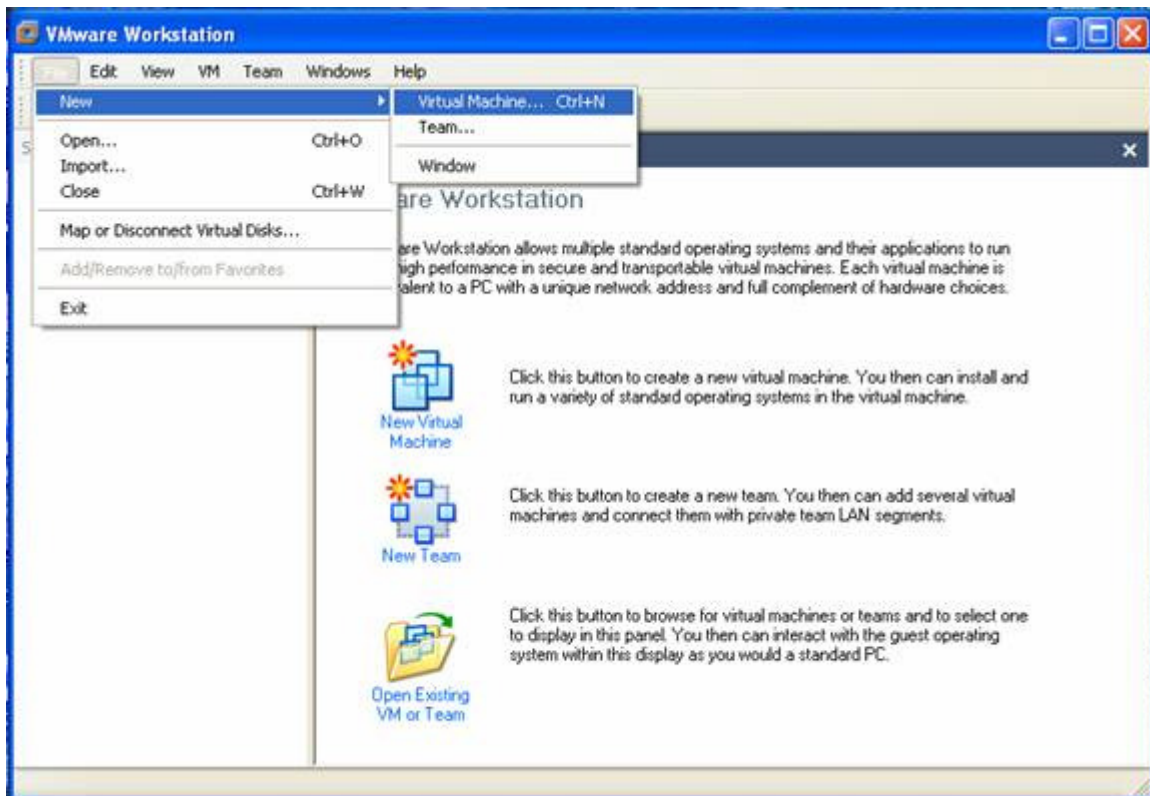 VMware Workstation
Edit View VM Team Windows Help
New
Virtual Machine... Ctrl+N
Team...
Window
Open... Ctrl+O
Import...
Close Ctrl+W
Map or Disconnect Virtual Disks...
Add/Remove to/from Favorites
Exit
are Workstation
are Workstation allows multiple standard operating systems and their applications to run
igh performance in secure and transportable virtual machines. Each virtual machine is
alent to a PC with a unique network address and full complement of hardware choices.
New Virtual
Machine
Click this button to create a new virtual machine. You then can install and
run a variety of standard operating systems in the virtual machine.
New Team
Click this button to create a new team. You then can add several virtual
machines and connect them with private team LAN segments.
Open Existing
VM or Team
Click this button to browse for virtual machines or teams and to select one
to display in this panel. You then can interact with the guest operating
system within this display as you would a standard PC.